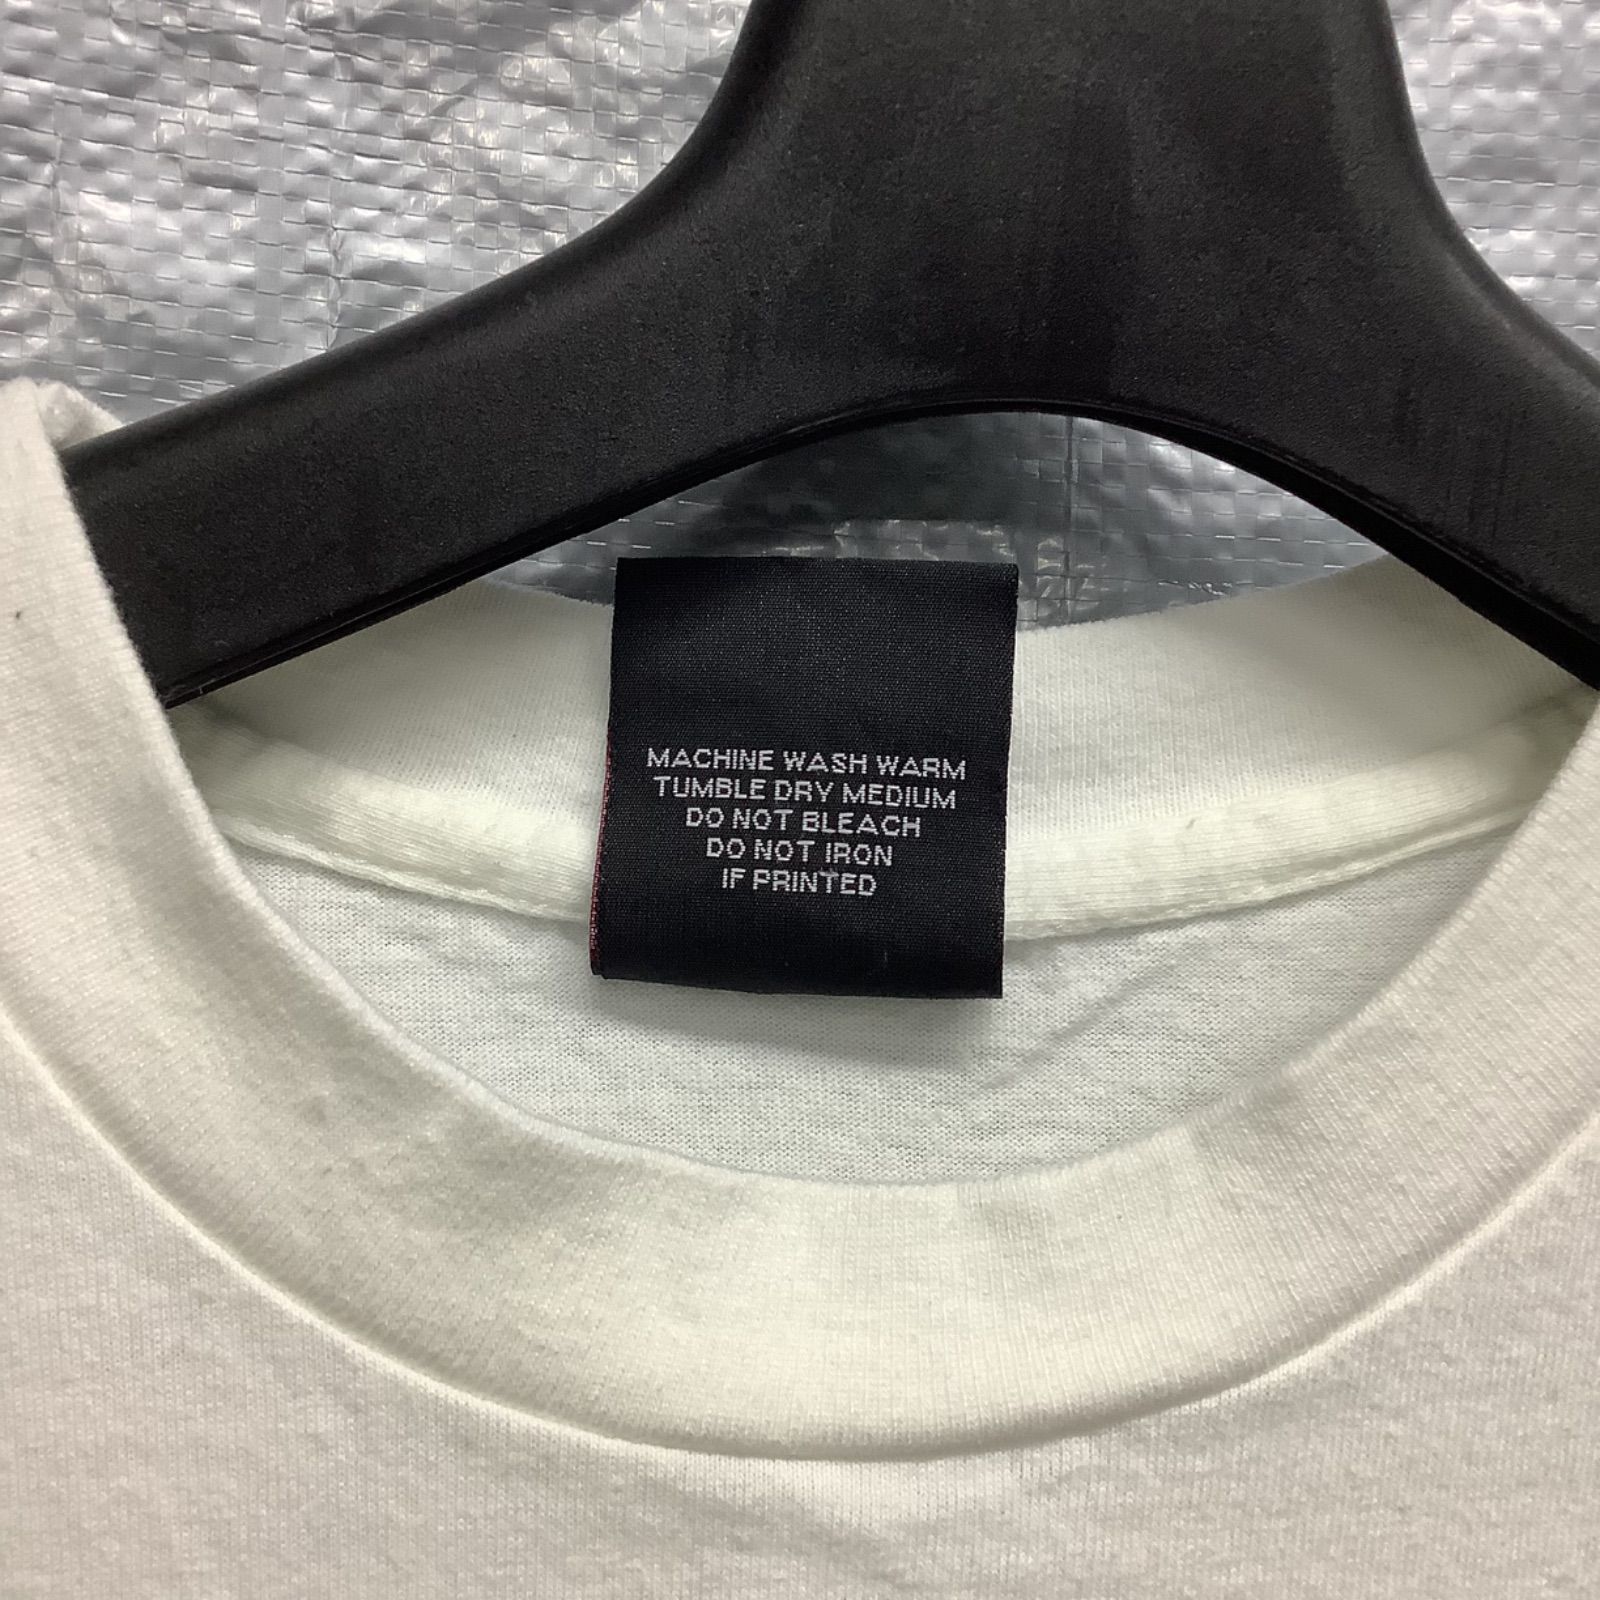 MACHINE WASH WARM
TUMBLE DRY MEDIUM
DO NOT BLEACH
DO NOT IRON
IF PRINTED